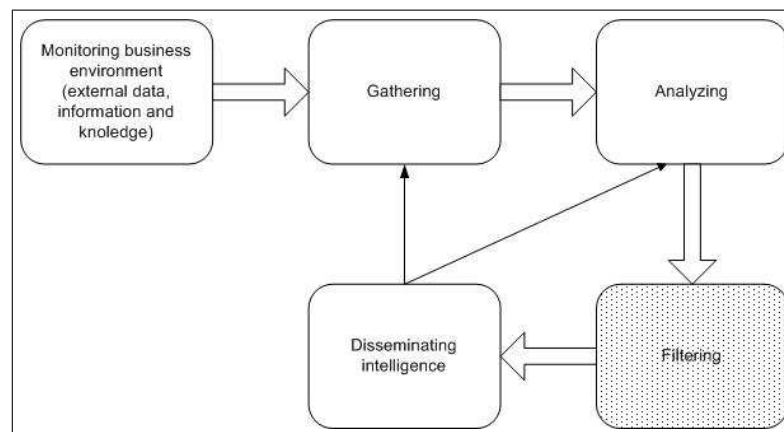 Monitoring business
environment
(external data,
information and
knoledge)
Gathering
Analyzing
Disseminating
intelligence
Filtering